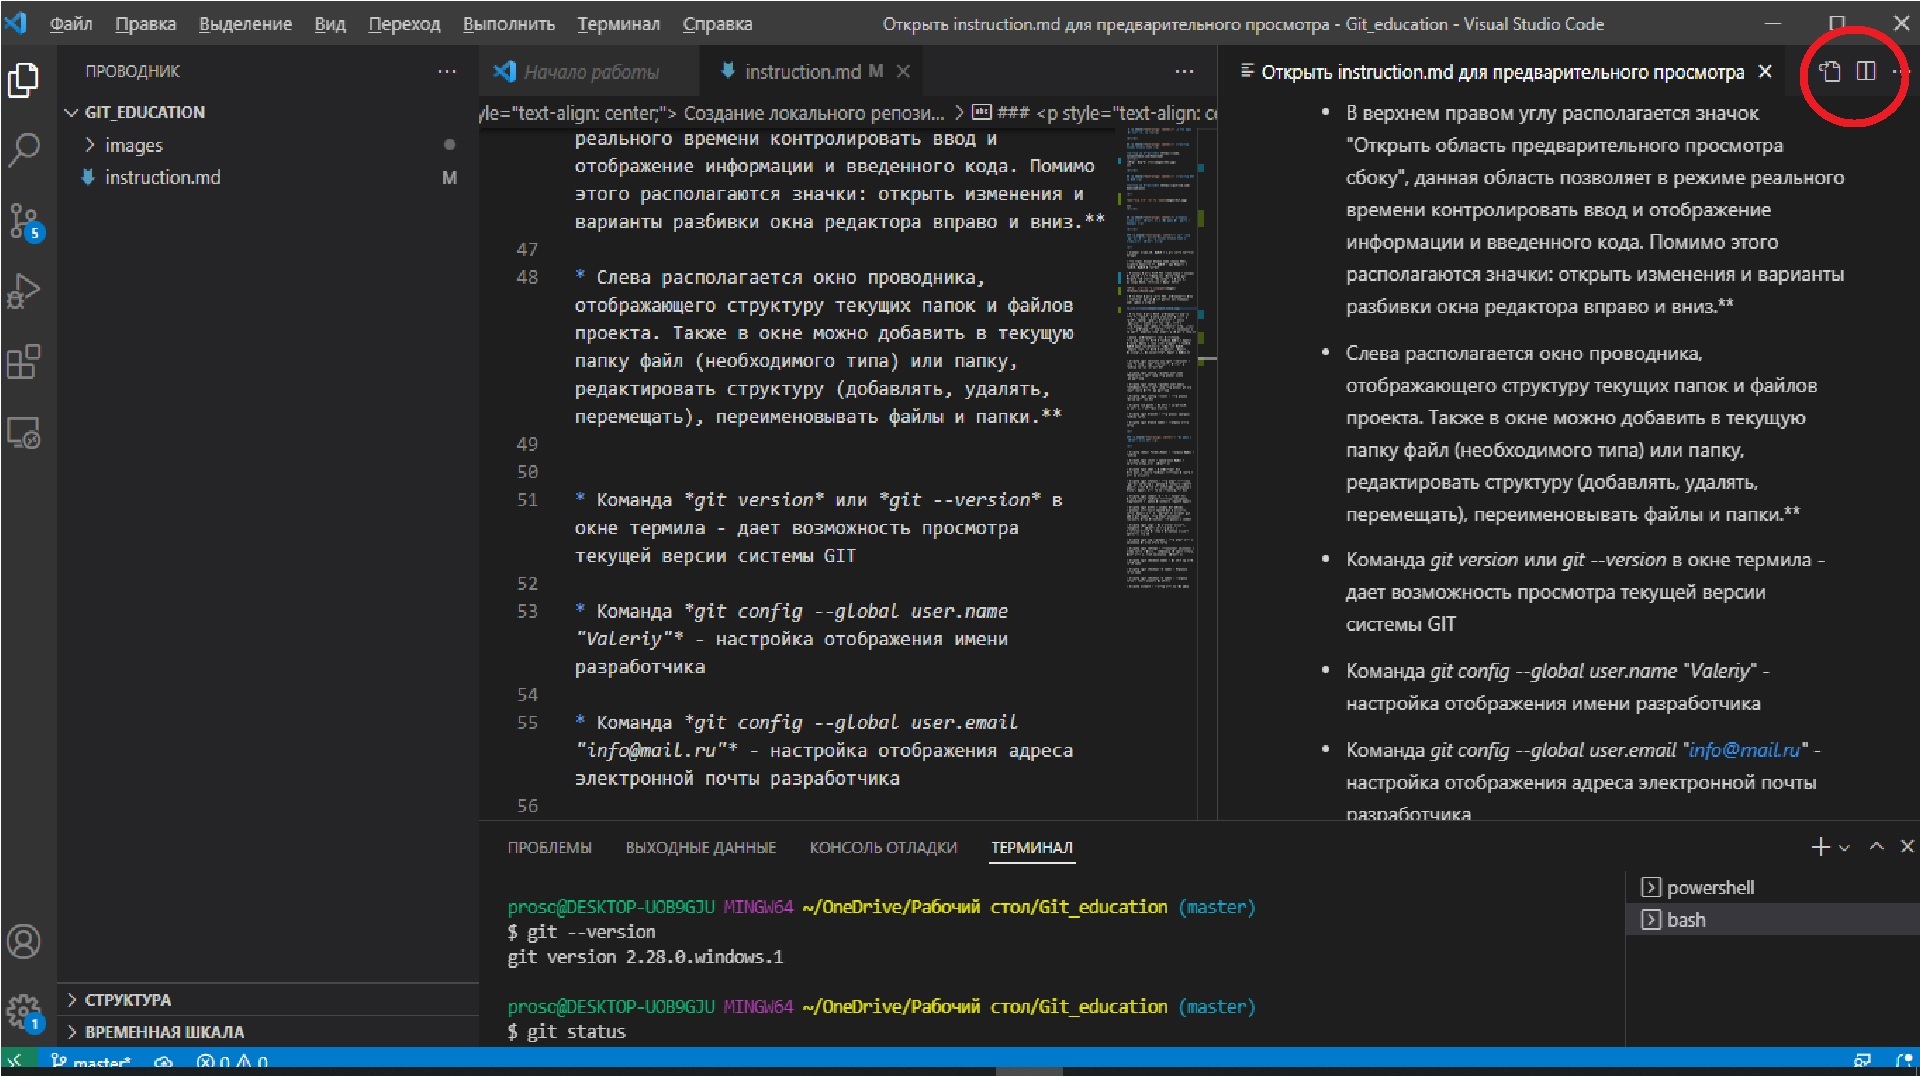 Файл Правка Выделение Вид Переход Выполнить Терминал Справка
Открыть instruction.md для предварительного просмотра - Git_education - Visual Studio Code
ПРОВОДНИК
GIT_EDUCATION
images
instruction.md M
5
СТРУКТУРА
ВРЕМЕННАЯ ШКАЛА
1
Начало работы
instruction.md M
yle="text-align: center;"> Создание локального репози... > ### <p style="text-align: ce
реального времени контролировать ввод и
отображение информации и введенного кода. Помимо
этого располагаются значки: открыть изменения и
варианты разбивки окна редактора вправо и вниз.**
47
48 * Слева располагается окно проводника,
отображающего структуру текущих папок и файлов
проекта. Также в окне можно добавить в текущую
папку файл (необходимого типа) или папку,
редактировать структуру (добавлять, удалять,
перемещать), переименовывать файлы и папки.**
49
50
51 * Команда *git version* или *git --version* в
окне термила - дает возможность просмотра
текущей версии системы GIT
52
53 * Команда *git config --global user.name
"Valeriy"* - настройка отображения имени
разработчика
54
55 * Команда *git config --global user.email
"info@mail.ru"* - настройка отображения адреса
электронной почты разработчика
56
Открыть instruction.md для предварительного просмотра
• В верхнем правом углу располагается значок
"Открыть область предварительного просмотра
сбоку", данная область позволяет в режиме реального
времени контролировать ввод и отображение
информации и введенного кода. Помимо этого
располагаются значки: открыть изменения и варианты
разбивки окна редактора вправо и вниз.**
• Слева располагается окно проводника,
отображающего структуру текущих папок и файлов
проекта. Также в окне можно добавить в текущую
папку файл (необходимого типа) или папку,
редактировать структуру (добавлять, удалять,
перемещать), переименовывать файлы и папки.**
• Команда git version или git --version в окне термила -
дает возможность просмотра текущей версии
системы GIT
• Команда git config --global user.name "Valeriy" -
настройка отображения имени разработчика
• Команда git config --global user.email "info@mail.ru" -
настройка отображения адреса электронной почты
разработчика
ПРОБЛЕМЫ ВЫХОДНЫЕ ДАННЫЕ КОНСОЛЬ ОТЛАДКИ ТЕРМИНАЛ
proso@DESKTOP-UOB9GJU MINGW64 ~/OneDrive/Рабочий стол/Git_education (master)
$ git --version
git version 2.28.0.windows.1
proso@DESKTOP-UOB9GJU MINGW64 ~/OneDrive/Рабочий стол/Git_education (master)
$ git status
powershell
bash
master* 0 0